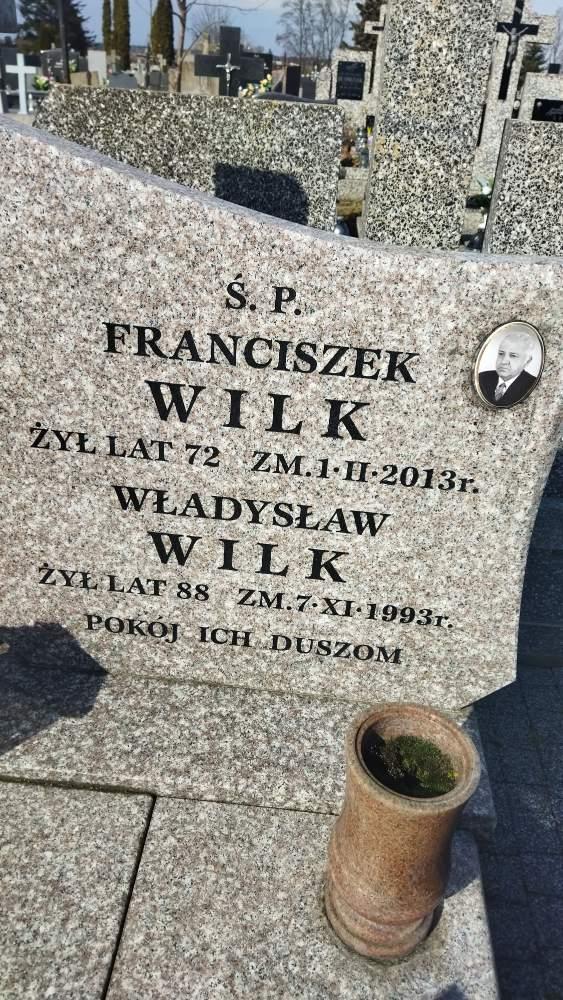 Ś. P.
FRANCISZEK
WILK
ŻYŁ LAT 72 ZM.1·II·2013r.
WŁADYSŁAW
WILK
ŻYŁ LAT 88 ZM.7·XI·1993r.
POKÓJ ICH DUSZOM